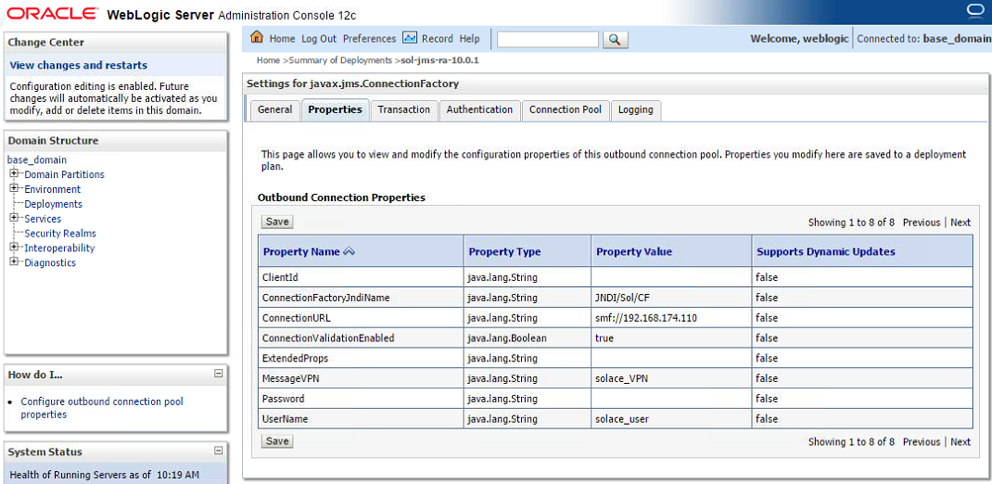 ORACLE WebLogic Server Administration Console 12c
Change Center
View changes and restarts
Configuration editing is enabled. Future
changes will automatically be activated as you
modify, add or delete items in this domain.
Domain Structure
base_domain
Domain Partitions
Environment
Deployments
Services
Security Realms
Interoperability
Diagnostics
How do I...
Configure outbound connection pool
properties
System Status
Health of Running Servers as of 10:19 AM
Home Log Out Preferences Record Help
Welcome, weblogic Connected to: base_domain
Home >Summary of Deployments >sol-jms-ra-10.0.1
Settings for javax.jms.ConnectionFactory
General Properties Transaction Authentication Connection Pool Logging
This page allows you to view and modify the configuration properties of this outbound connection pool. Properties you modify here are saved to a deployment
plan.
Outbound Connection Properties
Save Showing 1 to 8 of 8 Previous | Next
Property Name Property Type Property Value Supports Dynamic Updates
ClientId java.lang.String false
ConnectionFactoryJndiName java.lang.String JNDI/Sol/CF false
ConnectionURL java.lang.String smf://192.168.174.110 false
ConnectionValidationEnabled java.lang.Boolean true false
ExtendedProps java.lang.String false
MessageVPN java.lang.String solace_VPN false
Password java.lang.String false
UserName java.lang.String solace_user false
Save Showing 1 to 8 of 8 Previous | Next